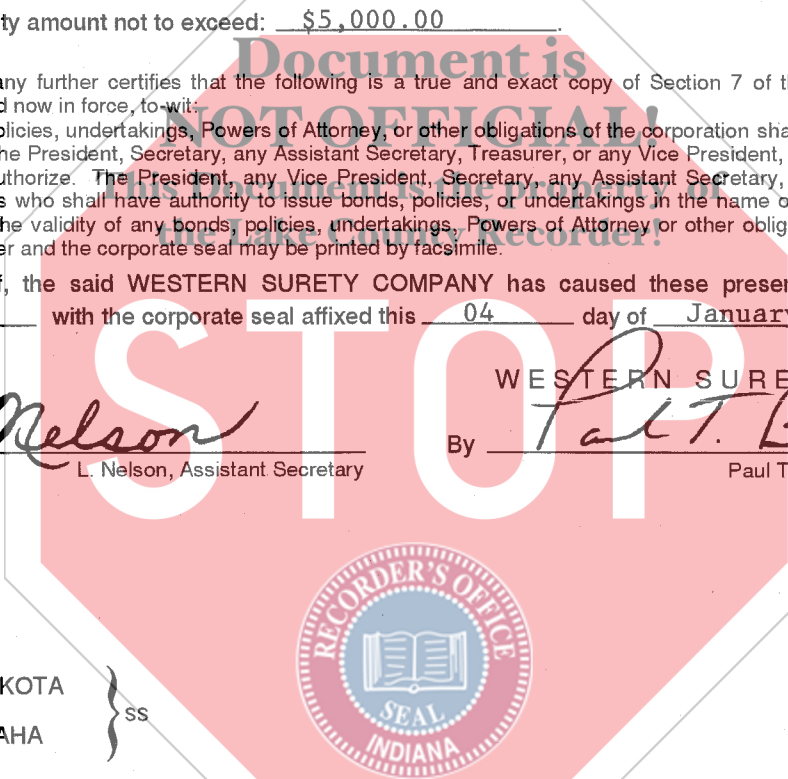 ty amount not to exceed: $5,000.00.
Document is
any further certifies that the following is a true and exact copy of Section 7 of t
d now in force, to-wit:
NOT OFFICIAL!
olicies, undertakings, Powers of Attorney, or other obligations of the corporation sha
he President, Secretary, any Assistant Secretary, Treasurer, or any Vice President,
uthorize. The President, any Vice President, Secretary, any Assistant Secretary,
This Document is the property of
s who shall have authority to issue bonds, policies, or undertakings in the name o
he validity of any bonds, policies, undertakings, Powers of Attorney or other oblig
the Lake County Recorder!
er and the corporate seal may be printed by facsimile.
f, the said WESTERN SURETY COMPANY has caused these presen
with the corporate seal affixed this 04 day of January
STOP
WESTERN SURE
Nelson
By Paul T. B
L. Nelson, Assistant Secretary
Paul T
RECORDER'S OFFICE
SEAL
INDIANA
KOTA
ss
AHA